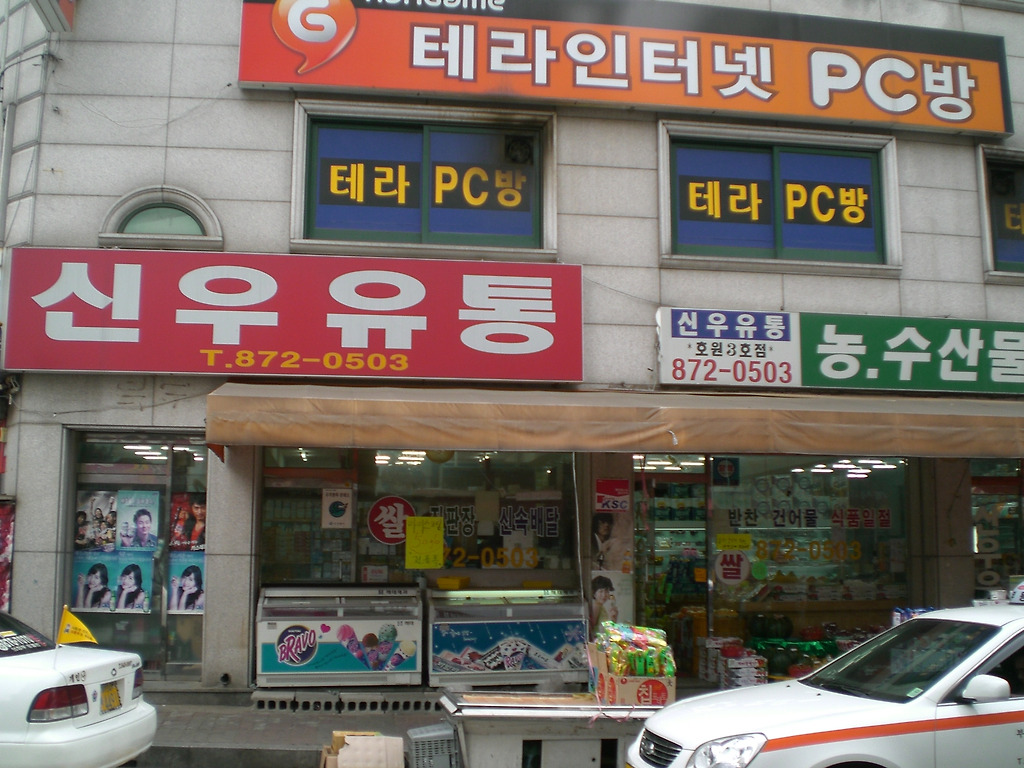 G
테라인터넷 PC방
테라 PC방
테라 PC방
신우유통
T.872-0503
신우유통
호원3호점
872-0503
농.수산물
쌀
신속배달
72-0503
KSC
반찬 건어물 식품일절
872-0503
쌀
BRAVO